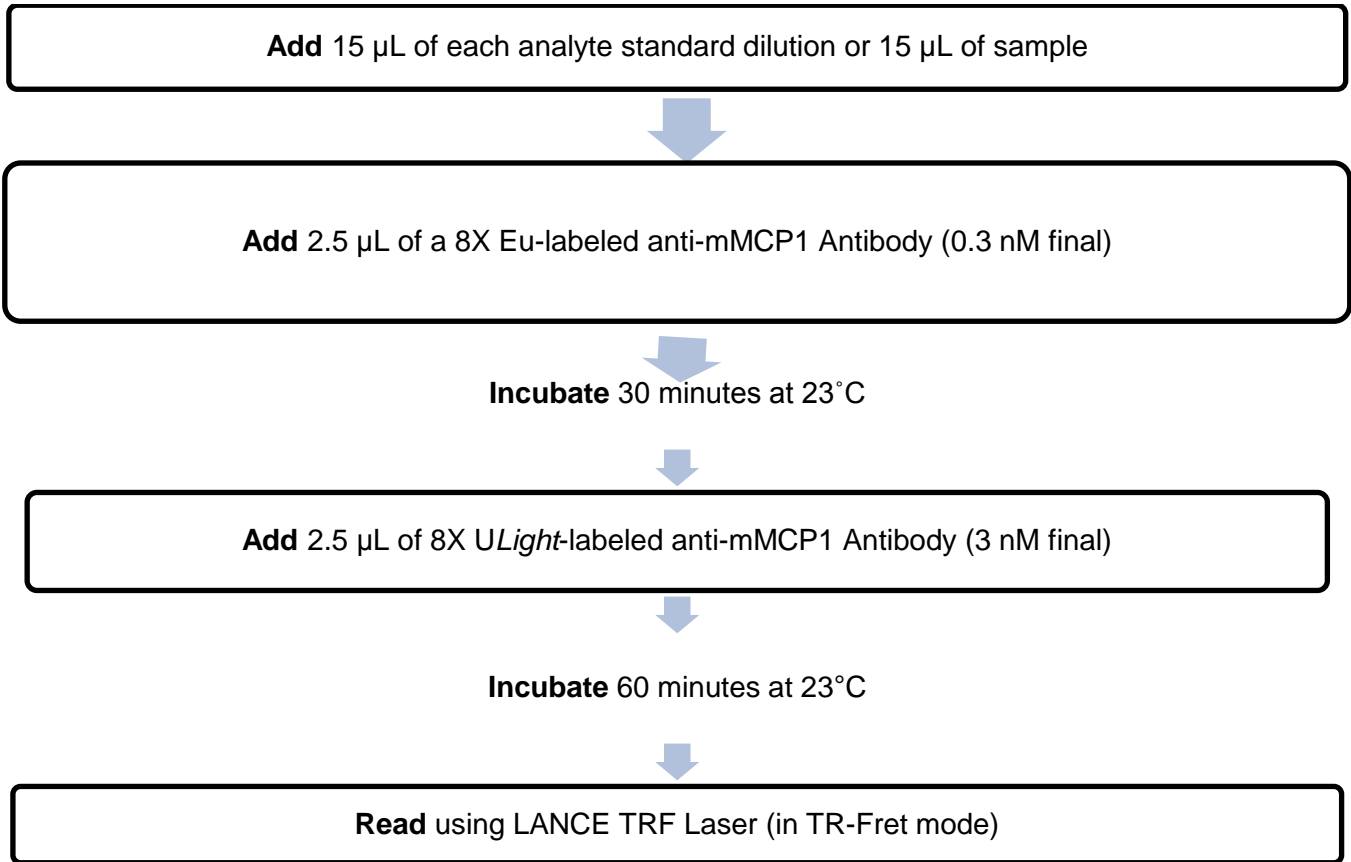 Add 15 µL of each analyte standard dilution or 15 µL of sample
Add 2.5 µL of a 8X Eu-labeled anti-mMCP1 Antibody (0.3 nM final)
Incubate 30 minutes at 23˚C
Add 2.5 µL of 8X ULight-labeled anti-mMCP1 Antibody (3 nM final)
Incubate 60 minutes at 23°C
Read using LANCE TRF Laser (in TR-Fret mode)